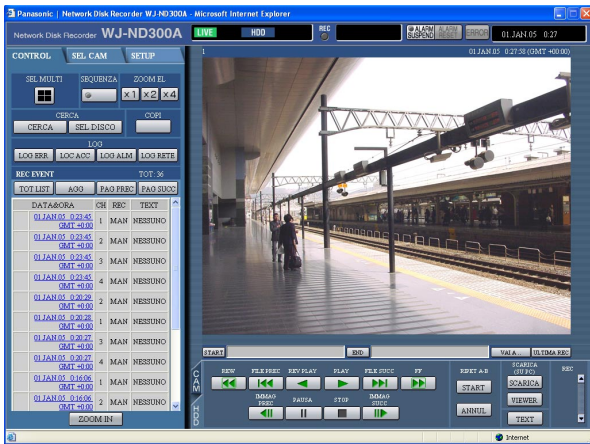 Panasonic | Network Disk Recorder WJ-ND300A - Microsoft Internet Explorer
Network Disk Recorder WJ-ND300A
LIVE HDD REC ALARM SUSPEND ALARM RESET ERROR 01.JAN.05 0:27
CONTROL SEL CAM SETUP
1 01.JAN.05 0:27:58 (GMT +00:00)
SEL MULTI SEQUENZA ZOOM EL
x1 x2 x4
CERCA COPI
CERCA SEL DISCO
LOG
LOG ERR LOG ACC LOG ALM LOG RETE
REC EVENT TOT: 36
TOT LIST AGG PAG PREC PAG SUCC
DATA&ORA CH REC TEXT
01.JAN.05 0:23:45 GMT +0:00 1 MAN NESSUNO
01.JAN.05 0:23:45 GMT +0:00 2 MAN NESSUNO
01.JAN.05 0:23:45 GMT +0:00 3 MAN NESSUNO
01.JAN.05 0:23:45 GMT +0:00 4 MAN NESSUNO
01.JAN.05 0:20:29 GMT +0:00 2 MAN NESSUNO
01.JAN.05 0:20:28 GMT +0:00 1 MAN NESSUNO
01.JAN.05 0:20:27 GMT +0:00 3 MAN NESSUNO
01.JAN.05 0:20:27 GMT +0:00 4 MAN NESSUNO
01.JAN.05 0:16:06 GMT +0:00 1 MAN NESSUNO
01.JAN.05 0:16:06 GMT +0:00 2 MAN NESSUNO
ZOOM IN
START END VAI A... ULTIMA REC
CAM
HDD
REW FILE PREC REV PLAY PLAY FILE SUCC FF
IMMAG PREC PAUSA STOP IMMAG SUCC
RIPET A-B
START
ANNUL
SCARICA (SU PC)
SCARICA
VIEWER
TEXT
REC
Internet